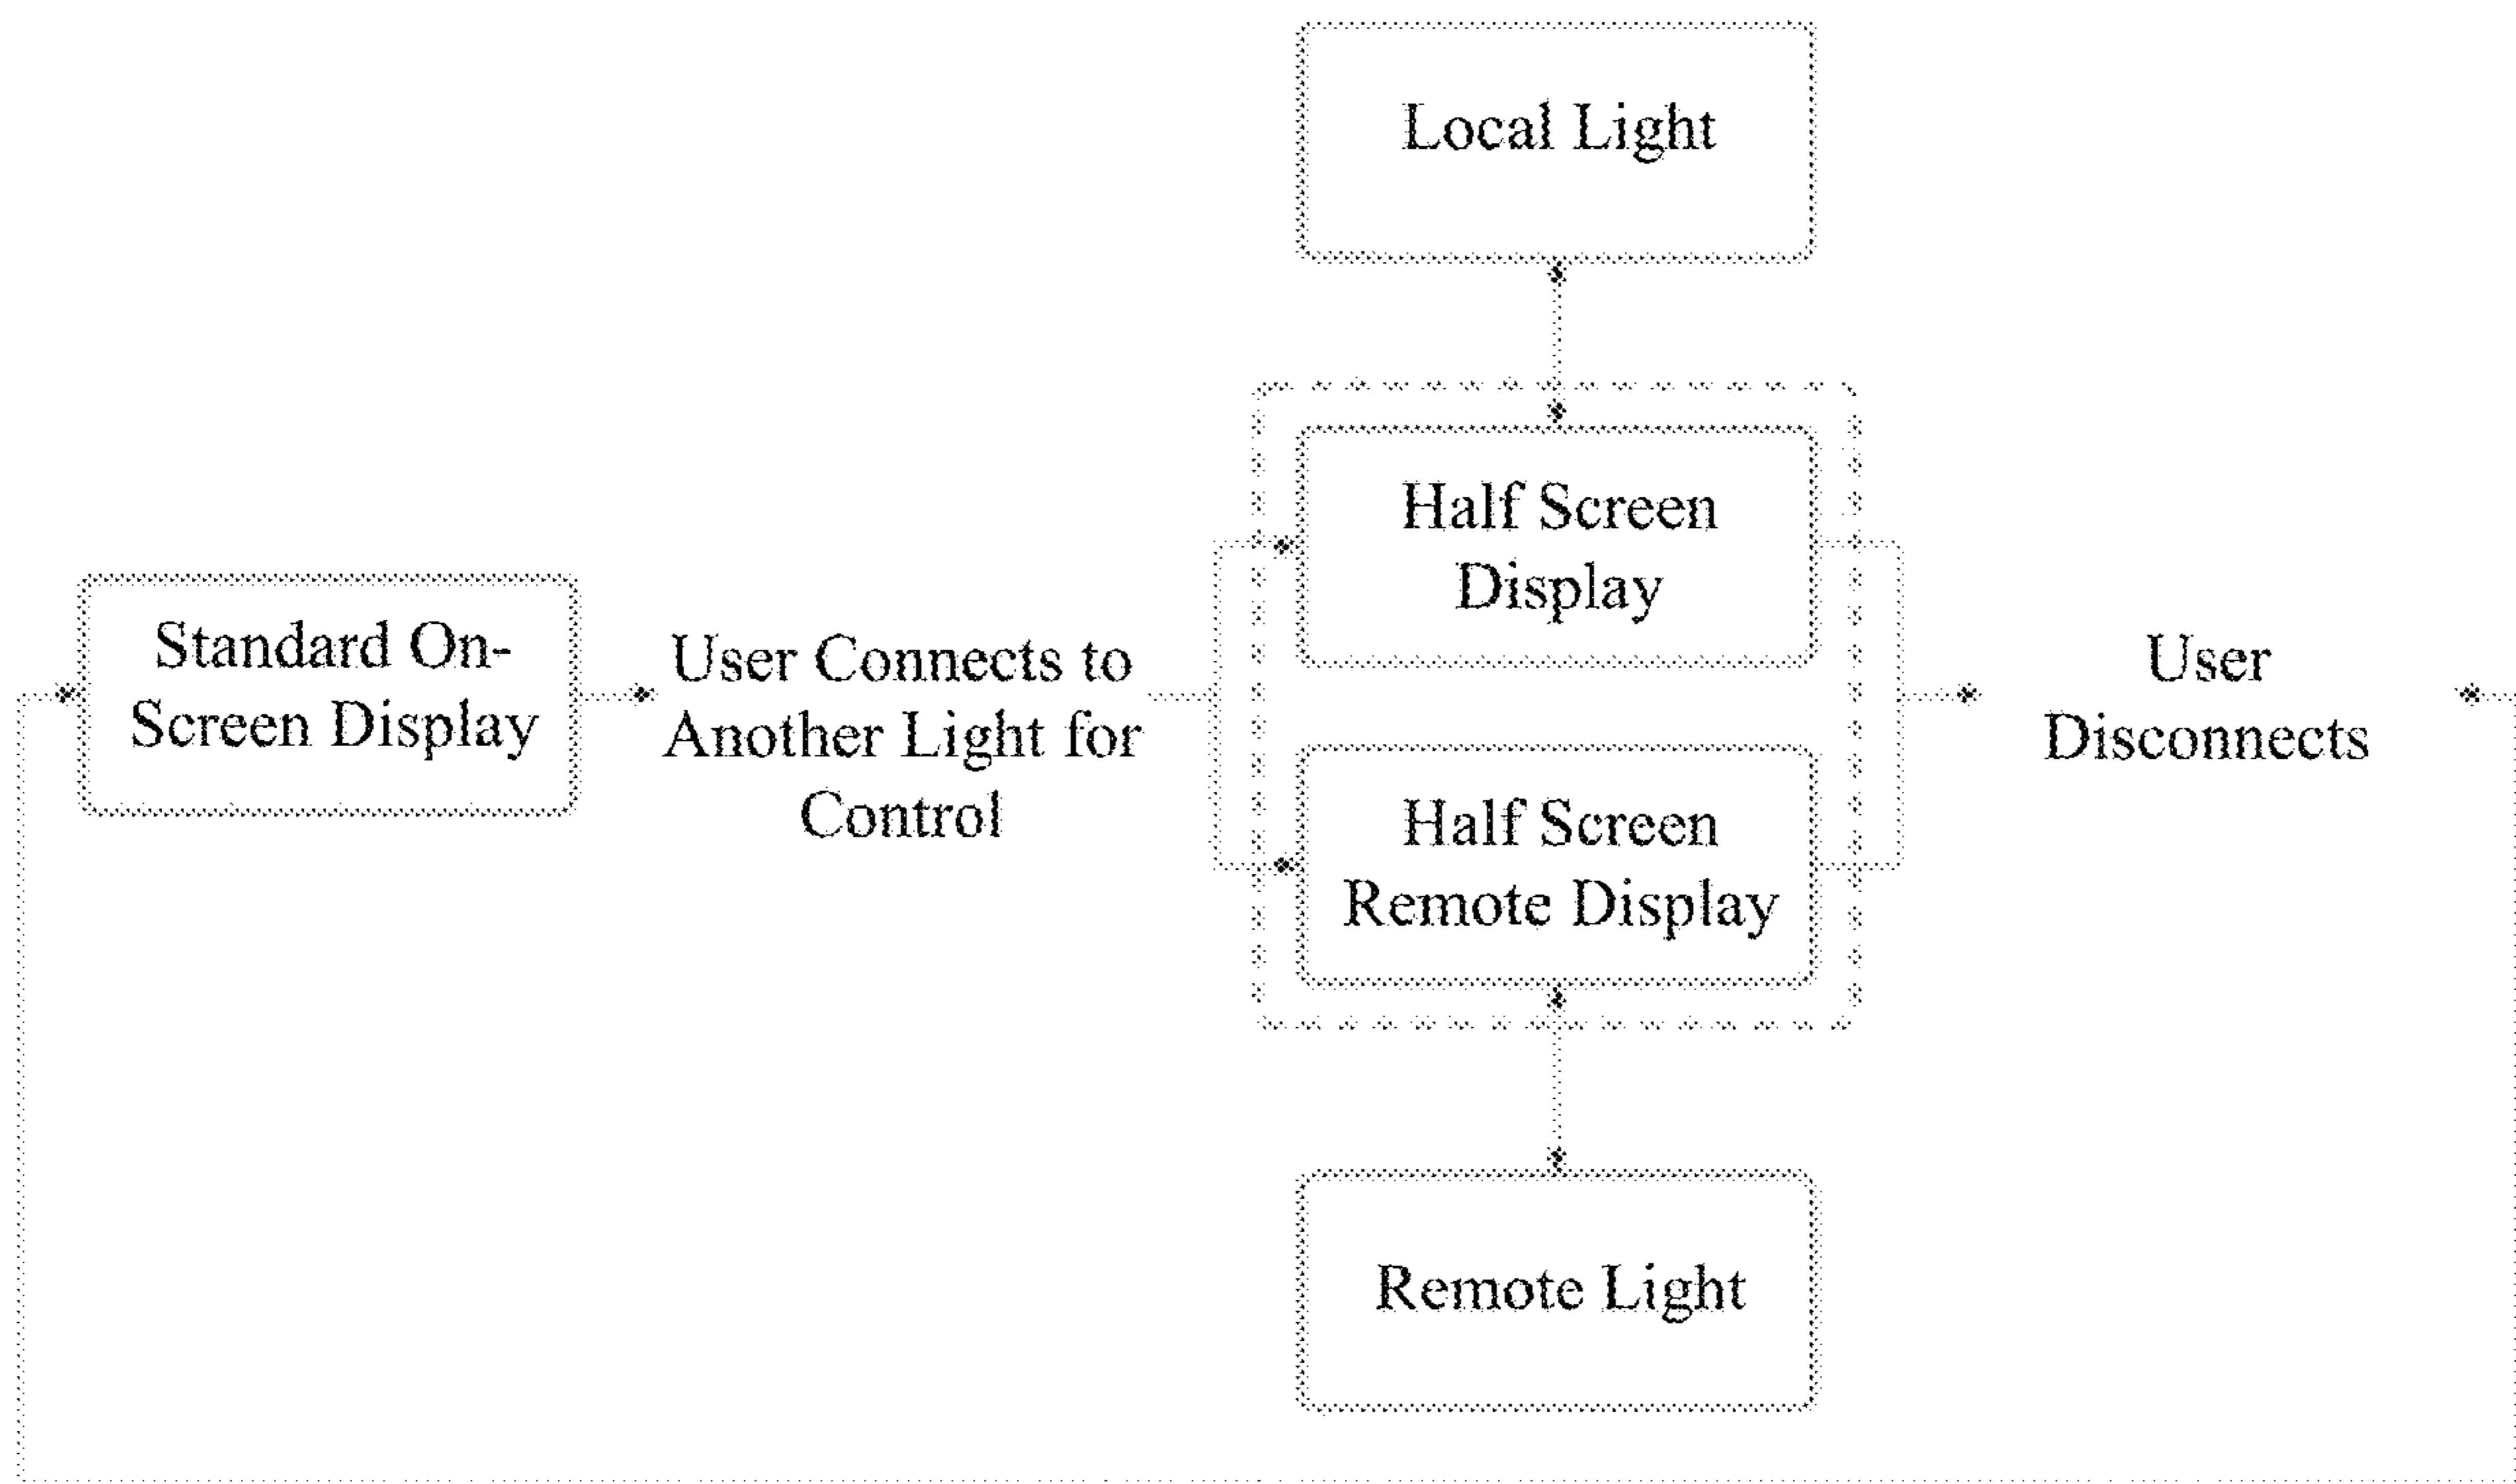 Local Light
Half Screen
Display
Standard On-
Screen Display
User Connects to
Another Light for
Control
User
Disconnects
Half Screen
Remote Display
Remote Light